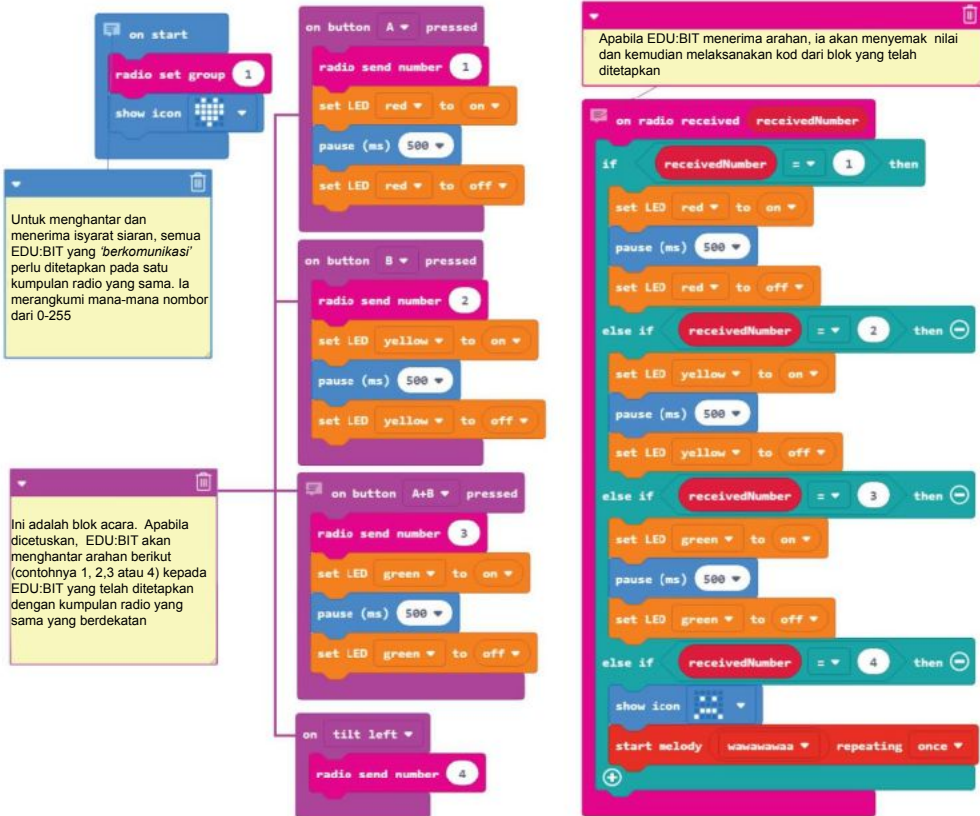 on start
radio set group 1
show icon
Untuk menghantar dan
menerima isyarat siaran, semua
EDU:BIT yang 'berkomunikasi'
perlu ditetapkan pada satu
kumpulan radio yang sama. Ia
merangkumi mana-mana nombor
dari 0-255
Ini adalah blok acara. Apabila
dicetuskan, EDU:BIT akan
menghantar arahan berikut
(contohnya 1, 2,3 atau 4) kepada
EDU:BIT yang telah ditetapkan
dengan kumpulan radio yang
sama yang berdekatan
on button A pressed
radio send number 1
set LED red to on
pause (ms) 500
set LED red to off
on button B pressed
radio send number 2
set LED yellow to on
pause (ms) 500
set LED yellow to off
on button A+B pressed
radio send number 3
set LED green to on
pause (ms) 500
set LED green to off
on tilt left
radio send number 4
Apabila EDU:BIT menerima arahan, ia akan menyemak nilai
dan kemudian melaksanakan kod dari blok yang telah
ditetapkan
on radio received receivedNumber
if receivedNumber = 1 then
set LED red to on
pause (ms) 500
set LED red to off
else if receivedNumber = 2 then
set LED yellow to on
pause (ms) 500
set LED yellow to off
else if receivedNumber = 3 then
set LED green to on
pause (ms) 500
set LED green to off
else if receivedNumber = 4 then
show icon
start melody wawawawaa repeating once